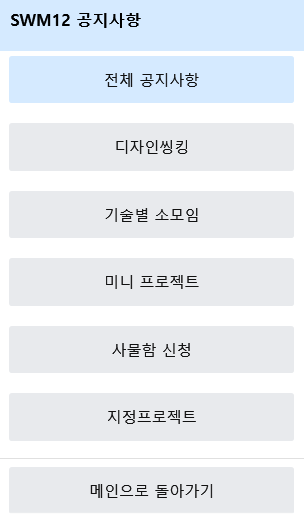 SWM12 공지사항
전체 공지사항
디자인씽킹
기술별 소모임
미니 프로젝트
사물함 신청
지정프로젝트
메인으로 돌아가기